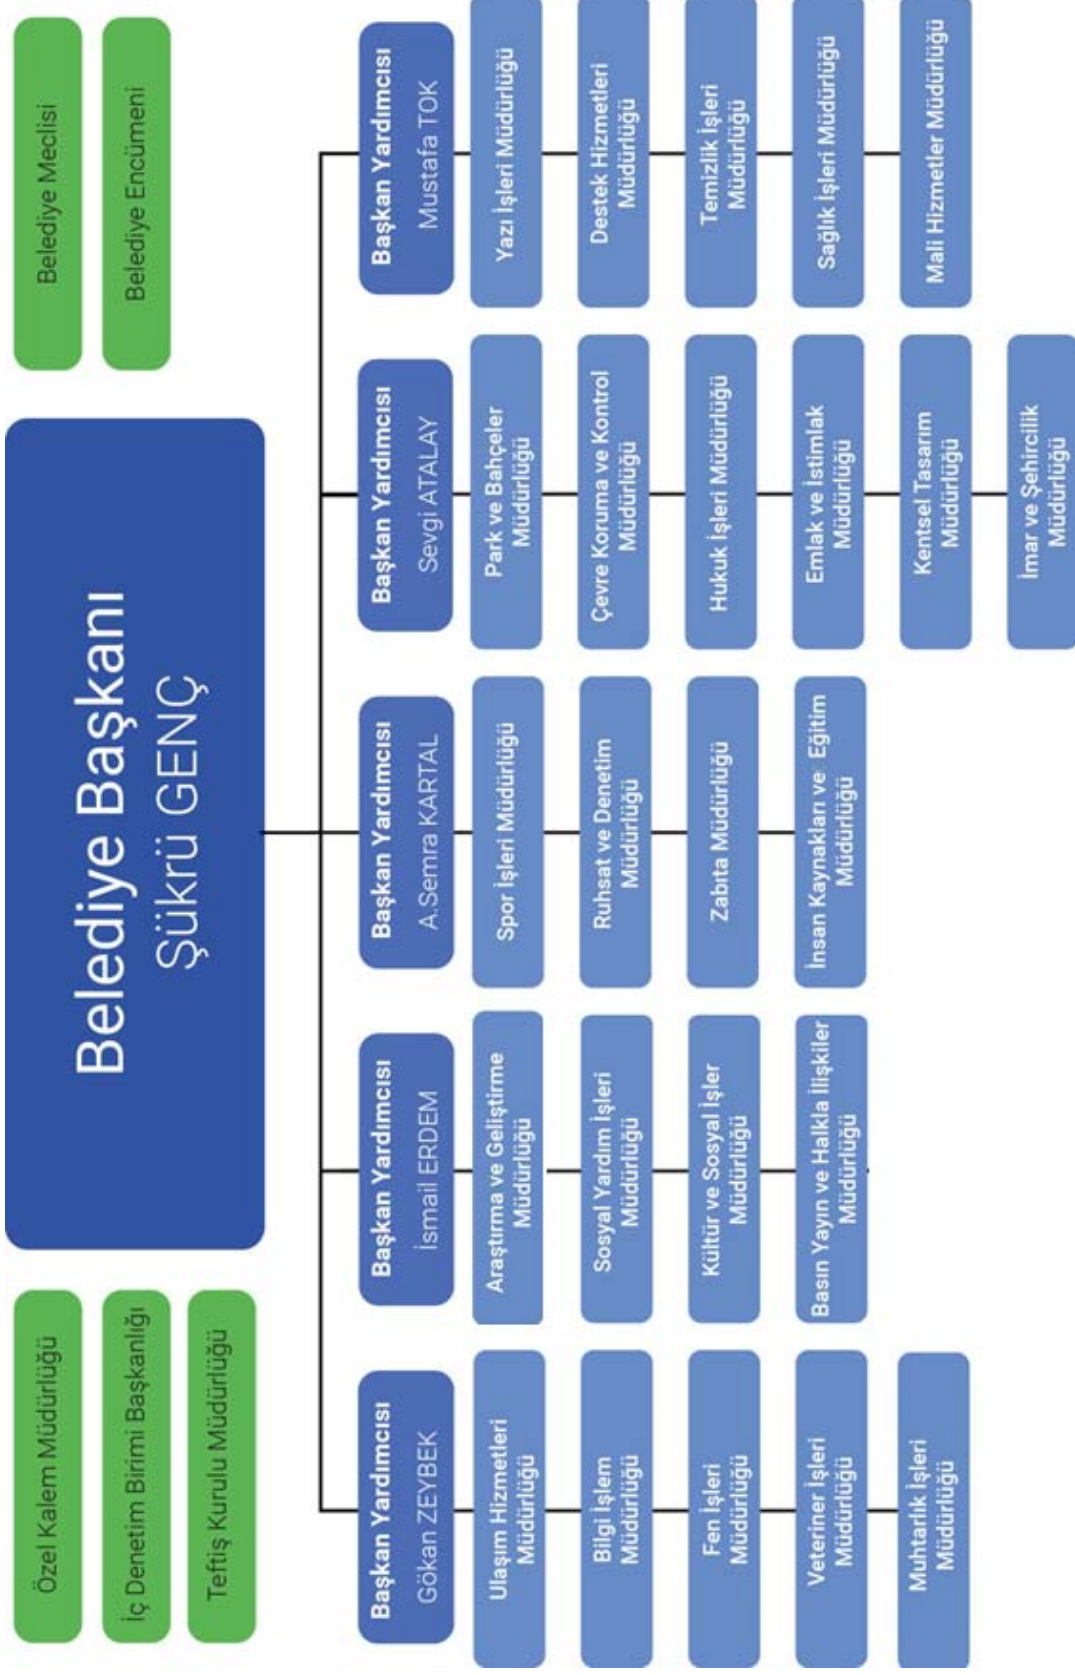 Özel Kalem Müdürlüğü
İç Denetim Birimi Başkanlığı
Teftiş Kurulu Müdürlüğü
Belediye Başkanı
Şükrü GENÇ
Belediye Meclisi
Belediye Encümeni
Başkan Yardımcısı
Gökan ZEYBEK
Ulaşım Hizmetleri
Müdürlüğü
Bilgi İşlem
Müdürlüğü
Fen İşleri
Müdürlüğü
Veteriner İşleri
Müdürlüğü
Muhtarlık İşleri
Müdürlüğü
Başkan Yardımcısı
İsmail ERDEM
Araştırma ve Geliştirme
Müdürlüğü
Sosyal Yardım İşleri
Müdürlüğü
Kültür ve Sosyal İşler
Müdürlüğü
Basın Yayın ve Halkla İlişkiler
Müdürlüğü
Başkan Yardımcısı
A.Semra KARTAL
Spor İşleri Müdürlüğü
Ruhsat ve Denetim
Müdürlüğü
Zabıta Müdürlüğü
İnsan Kaynakları ve Eğitim
Müdürlüğü
Başkan Yardımcısı
Sevgi ATALAY
Park ve Bahçeler
Müdürlüğü
Çevre Koruma ve Kontrol
Müdürlüğü
Hukuk İşleri Müdürlüğü
Emlak ve İstimlak
Müdürlüğü
Kentsel Tasarım
Müdürlüğü
İmar ve Şehircilik
Müdürlüğü
Başkan Yardımcısı
Mustafa TOK
Yazı İşleri Müdürlüğü
Destek Hizmetleri
Müdürlüğü
Temizlik İşleri
Müdürlüğü
Sağlık İşleri Müdürlüğü
Mali Hizmetler Müdürlüğü